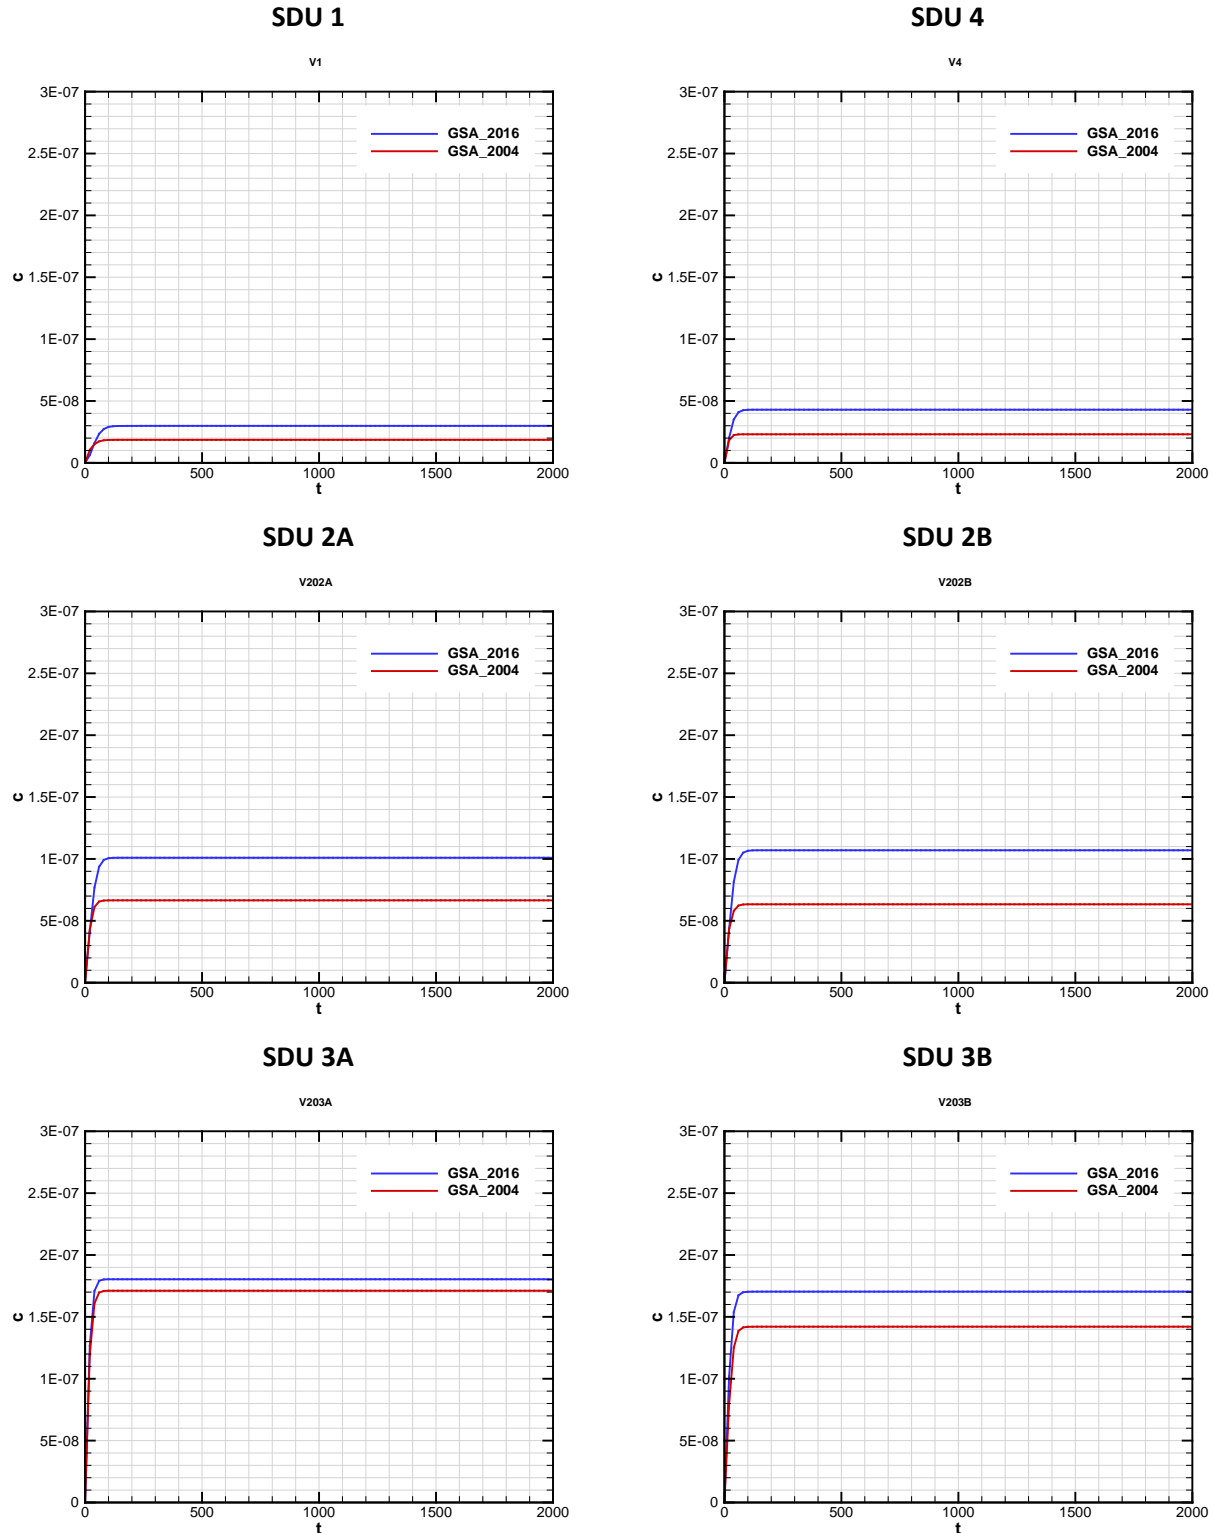 SDU 1
V1
3E-07
2.5E-07
2E-07
1.5E-07
1E-07
5E-08
0
c
GSA_2016
GSA_2004
0 500 1000 1500 2000
t
SDU 4
V4
3E-07
2.5E-07
2E-07
1.5E-07
1E-07
5E-08
0
c
GSA_2016
GSA_2004
0 500 1000 1500 2000
t
SDU 2A
V202A
3E-07
2.5E-07
2E-07
1.5E-07
1E-07
5E-08
0
c
GSA_2016
GSA_2004
0 500 1000 1500 2000
t
SDU 2B
V202B
3E-07
2.5E-07
2E-07
1.5E-07
1E-07
5E-08
0
c
GSA_2016
GSA_2004
0 500 1000 1500 2000
t
SDU 3A
V203A
3E-07
2.5E-07
2E-07
1.5E-07
1E-07
5E-08
0
c
GSA_2016
GSA_2004
0 500 1000 1500 2000
t
SDU 3B
V203B
3E-07
2.5E-07
2E-07
1.5E-07
1E-07
5E-08
0
c
GSA_2016
GSA_2004
0 500 1000 1500 2000
t